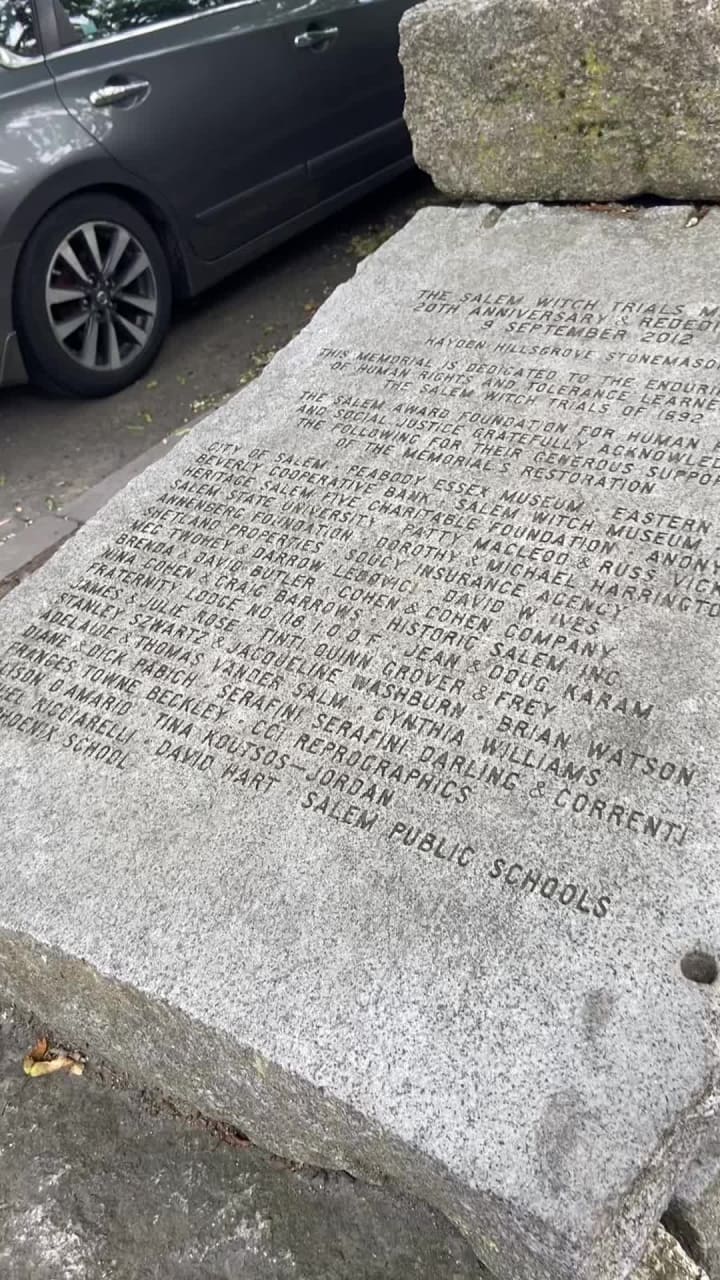 THE SALEM WITCH TRIALS M
20TH ANNIVERSARY & REDEDI
9 SEPTEMBER 2012
HAYDEN HILLSGROVE STONEMASO
THIS MEMORIAL IS DEDICATED TO THE ENDURI
OF HUMAN RIGHTS AND TOLERANCE LEARNE
THE SALEM WITCH TRIALS OF 1692
THE SALEM AWARD FOUNDATION FOR HUMAN
AND SOCIAL JUSTICE GRATEFULLY ACKNOWLED
THE FOLLOWING FOR THEIR GENEROUS SUPPO
OF THE MEMORIAL'S RESTORATION
CITY OF SALEM · PEABODY ESSEX MUSEUM · EASTERN
BEVERLY COOPERATIVE BANK · SALEM WITCH MUSEUM
HERITAGE SALEM FIVE CHARITABLE FOUNDATION · ANONY
SALEM STATE UNIVERSITY · PATTY MACLEOD & RUSS VICK
ANNENBERG FOUNDATION · DOROTHY & MICHAEL HARRINGTO
SHETLAND PROPERTIES · SOUCY INSURANCE AGENCY
MEG TWOHEY & DARROW LEBOVICI · DAVID W. IVES
BRENDA & DAVID BUTLER · COHEN & COHEN COMPANY
NINA COHEN & CRAIG BARROWS · HISTORIC SALEM INC.
FRATERNITY LODGE NO. 118, I.O.O.F. · JEAN & DOUG KARAM
JAMES & JULIE ROSE · TINTI QUINN GROVER & FREY
STANLEY SZWARTZ & JACQUELINE WASHBURN · BRIAN WATSON
ADELAIDE & THOMAS VANDER SALM · CYNTHIA WILLIAMS
DIANE & DICK PABICH · SERAFINI SERAFINI DARLING & CORRENTI
FRANCES TOWNE BECKLEY · CCI REPROGRAPHICS
ALISON D'AMARIO · TINA KOUTSOS-JORDAN
UEL RICCIARELLI · DAVID HART · SALEM PUBLIC SCHOOLS
PHOENIX SCHOOL